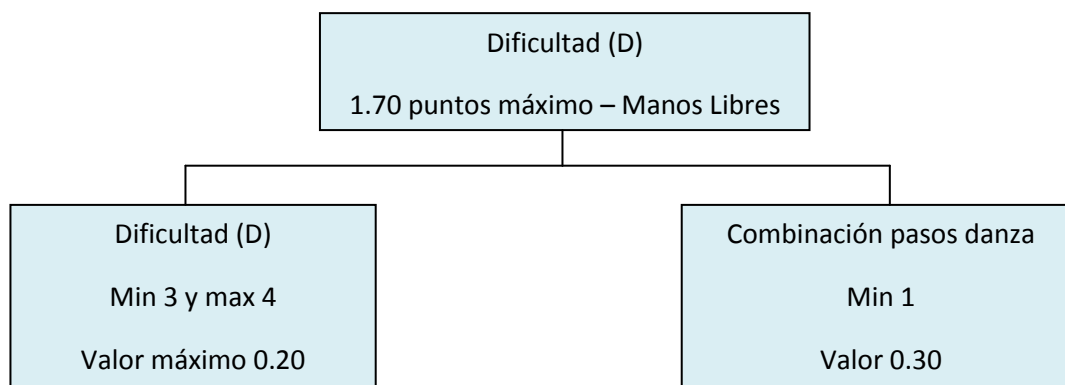 Dificultad (D)
1.70 puntos máximo – Manos Libres
Dificultad (D)
Min 3 y max 4
Valor máximo 0.20
Combinación pasos danza
Min 1
Valor 0.30